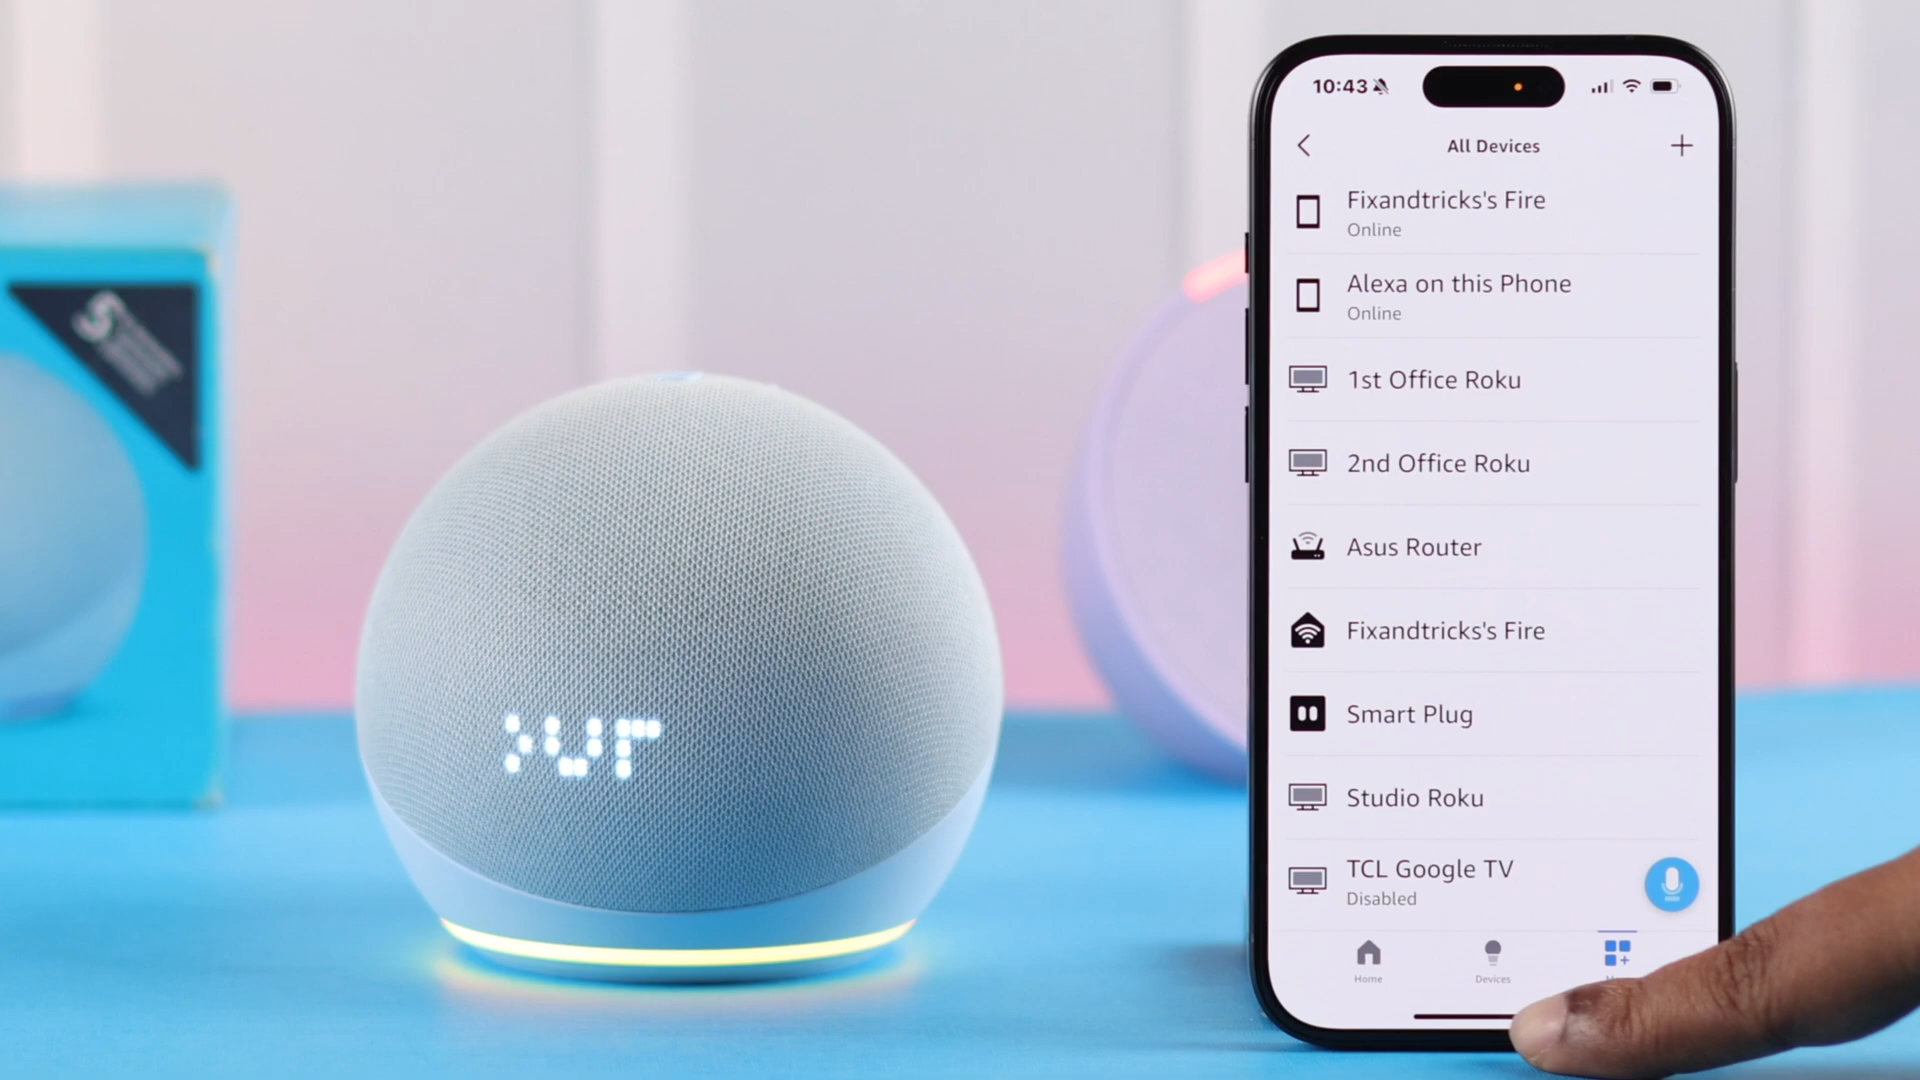 10:43
All Devices
Fixandtricks's Fire
Online
Alexa on this Phone
Online
1st Office Roku
2nd Office Roku
Asus Router
Fixandtricks's Fire
Smart Plug
Studio Roku
TCL Google TV
Disabled
Home
Devices